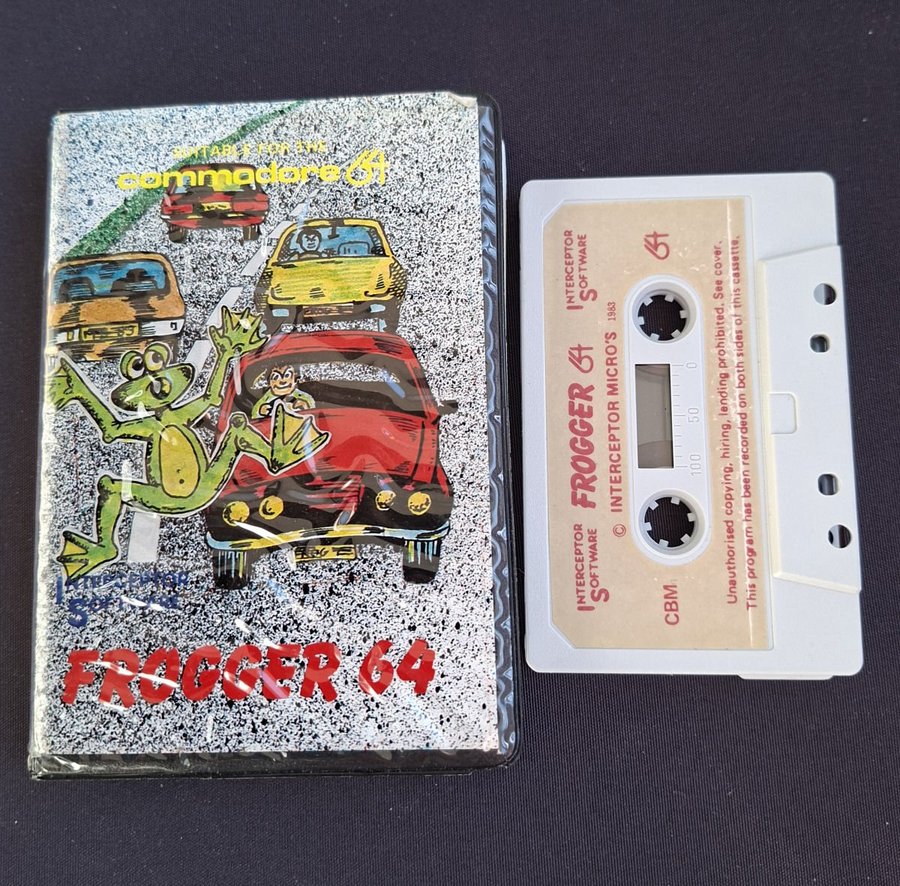 SUITABLE FOR THE
commodore 64
INTERCEPTOR
SOFTWARE
FROGGER 64
INTERCEPTOR
SOFTWARE
FROGGER 64
INTERCEPTOR
SOFTWARE
© INTERCEPTOR MICRO'S 1983
CBM
64
100 50 0
Unauthorised copying, hiring, lending prohibited. See cover.
This program has been recorded on both sides of this cassette.